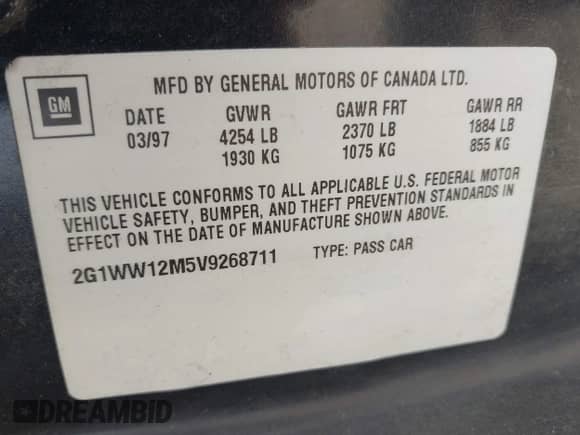 GM
MFD BY GENERAL MOTORS OF CANADA LTD.
DATE GVWR GAWR FRT GAWR RR
03/97 4254 LB 2370 LB 1884 LB
1930 KG 1075 KG 855 KG
THIS VEHICLE CONFORMS TO ALL APPLICABLE U.S. FEDERAL MOTOR
VEHICLE SAFETY, BUMPER, AND THEFT PREVENTION STANDARDS IN
EFFECT ON THE DATE OF MANUFACTURE SHOWN ABOVE.
2G1WW12M5V9268711 TYPE: PASS CAR
DREAMBID